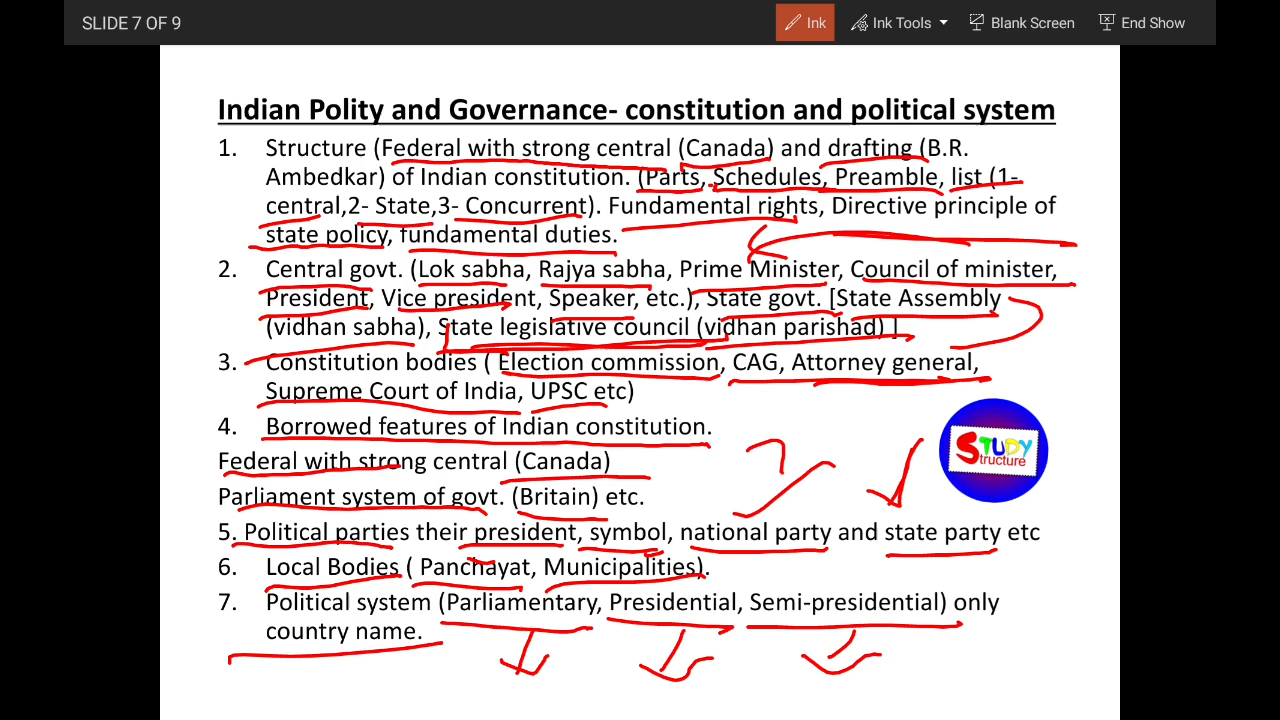 SLIDE 7 OF 9
Ink
Ink Tools
Blank Screen
End Show
Indian Polity and Governance- constitution and political system
1. Structure (Federal with strong central (Canada) and drafting (B.R.
Ambedkar) of Indian constitution. (Parts, Schedules, Preamble, list (1-
central,2- State,3- Concurrent). Fundamental rights, Directive principle of
state policy, fundamental duties.
2. Central govt. (Lok sabha, Rajya sabha, Prime Minister, Council of minister,
President, Vice president, Speaker, etc.), State govt. [State Assembly
(vidhan sabha), State legislative council (vidhan parishad) ]
3. Constitution bodies ( Election commission, CAG, Attorney general,
Supreme Court of India, UPSC etc)
4. Borrowed features of Indian constitution.
Federal with strong central (Canada)
Parliament system of govt. (Britain) etc.
STUDY
Structure
5. Political parties their president, symbol, national party and state party etc
6. Local Bodies ( Panchayat, Municipalities).
7. Political system (Parliamentary, Presidential, Semi-presidential) only
country name.